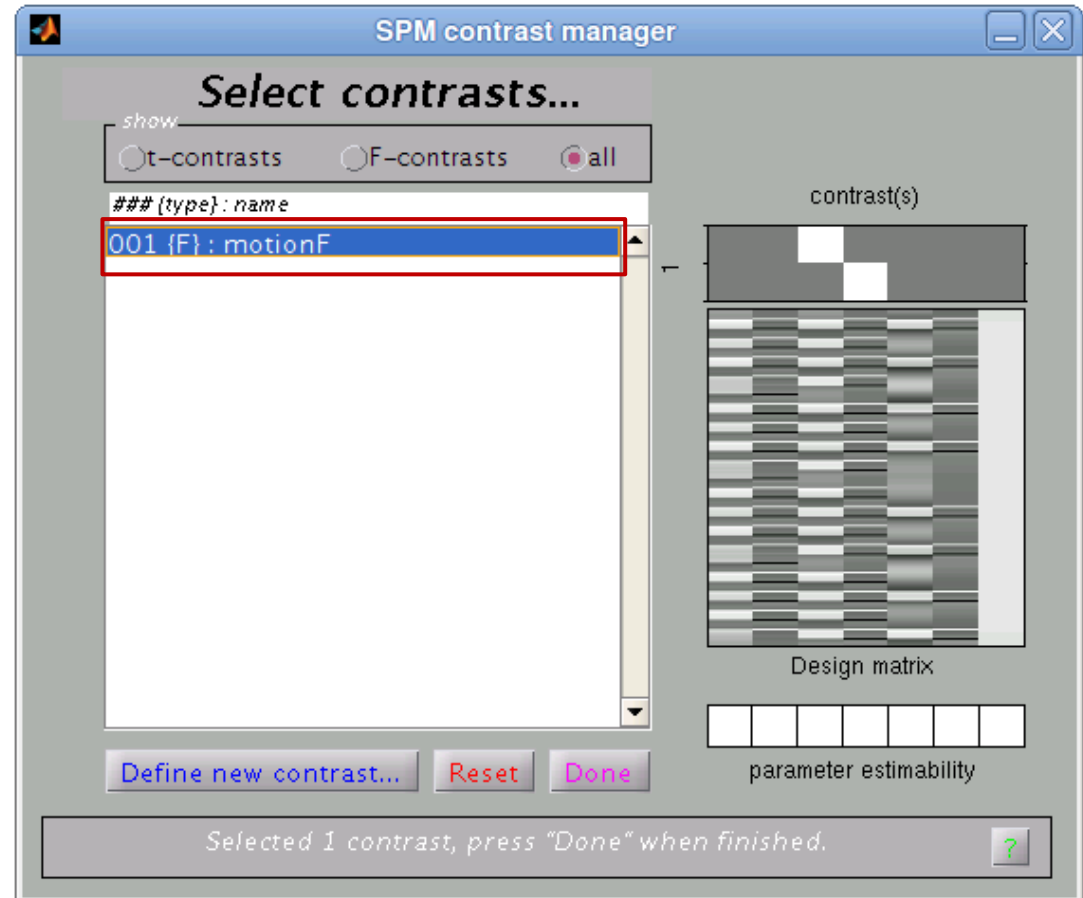 SPM contrast manager
Select contrasts...
show
t-contrasts F-contrasts all
### {type} : name
001 {F} : motionF
contrast(s)
1
Design matrix
parameter estimability
Define new contrast... Reset Done
Selected 1 contrast, press "Done" when finished.
?